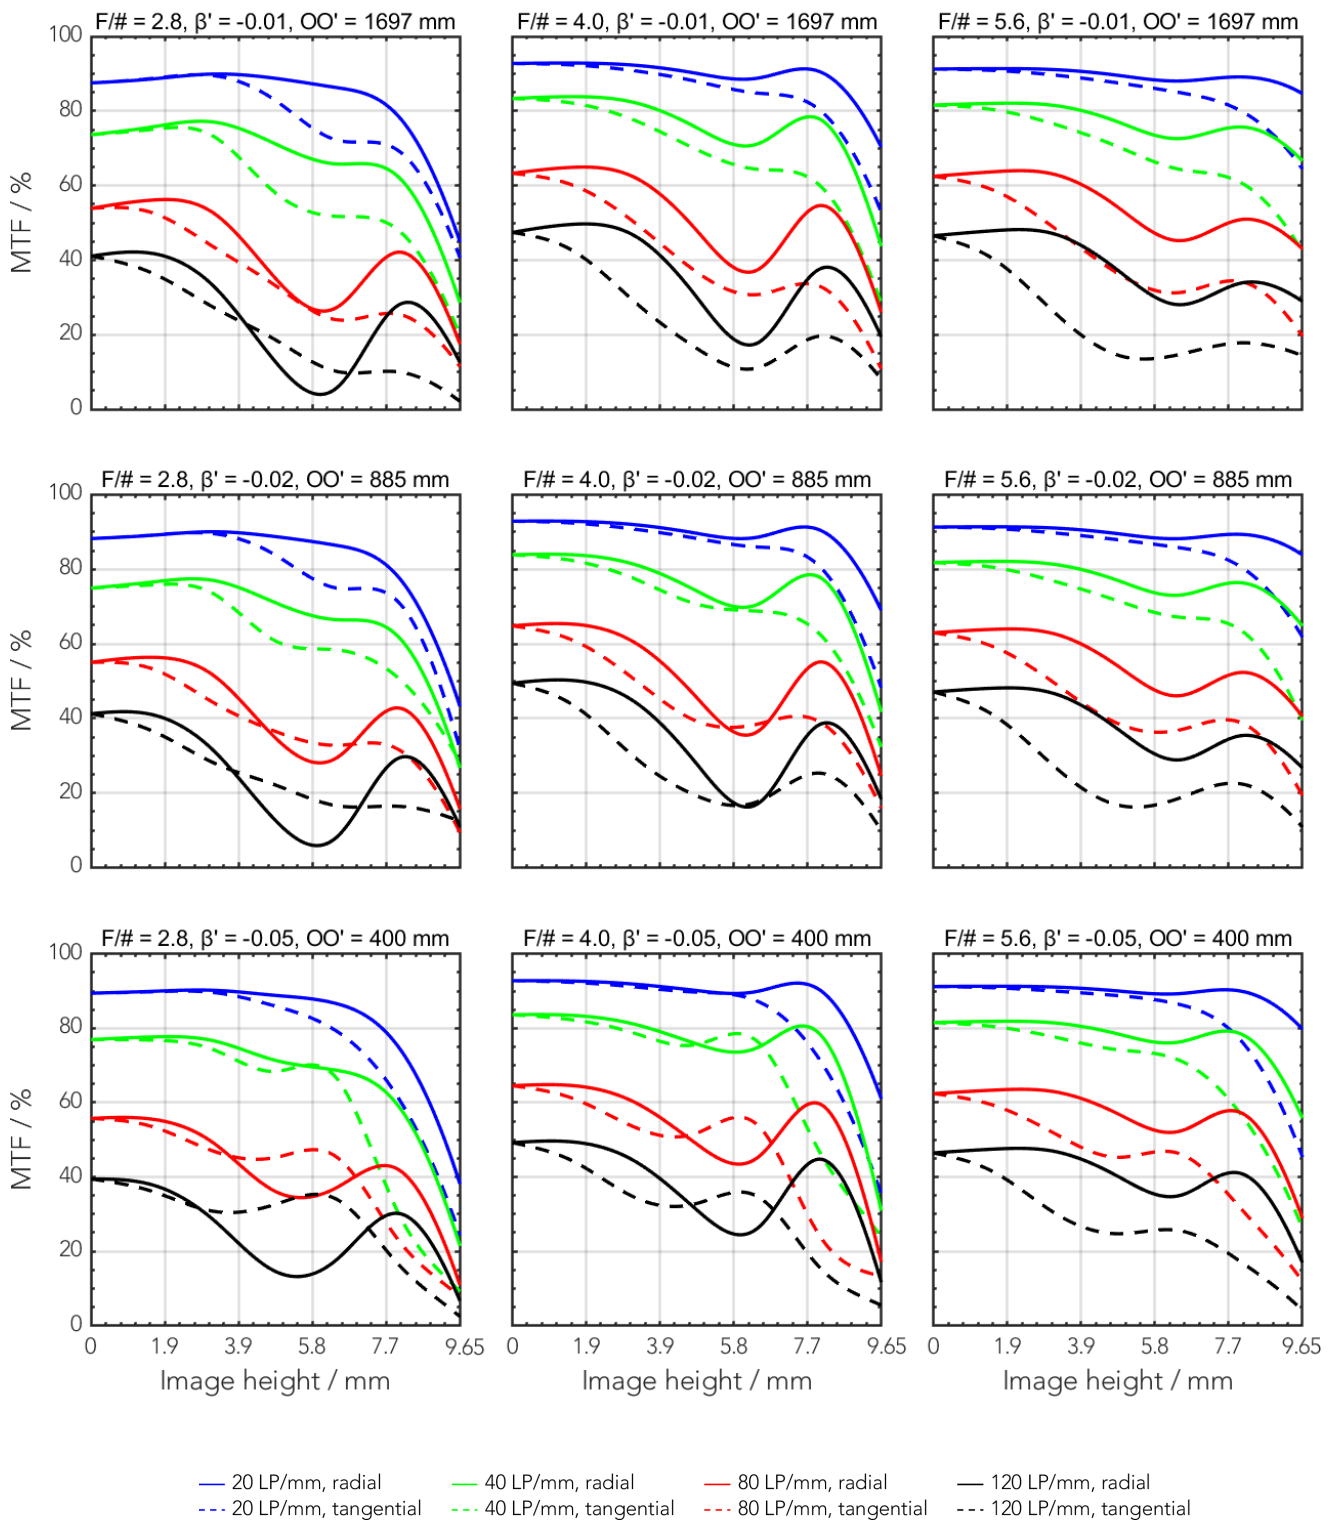 F/# = 2.8, β' = -0.01, OO' = 1697 mm
F/# = 4.0, β' = -0.01, OO' = 1697 mm
F/# = 5.6, β' = -0.01, OO' = 1697 mm
100
80
60
40
20
0
MTF / %
F/# = 2.8, β' = -0.02, OO' = 885 mm
F/# = 4.0, β' = -0.02, OO' = 885 mm
F/# = 5.6, β' = -0.02, OO' = 885 mm
100
80
60
40
20
0
MTF / %
F/# = 2.8, β' = -0.05, OO' = 400 mm
F/# = 4.0, β' = -0.05, OO' = 400 mm
F/# = 5.6, β' = -0.05, OO' = 400 mm
100
80
60
40
20
0
MTF / %
0 1.9 3.9 5.8 7.7 9.65
0 1.9 3.9 5.8 7.7 9.65
0 1.9 3.9 5.8 7.7 9.65
Image height / mm
Image height / mm
Image height / mm
20 LP/mm, radial
40 LP/mm, radial
80 LP/mm, radial
120 LP/mm, radial
20 LP/mm, tangential
40 LP/mm, tangential
80 LP/mm, tangential
120 LP/mm, tangential